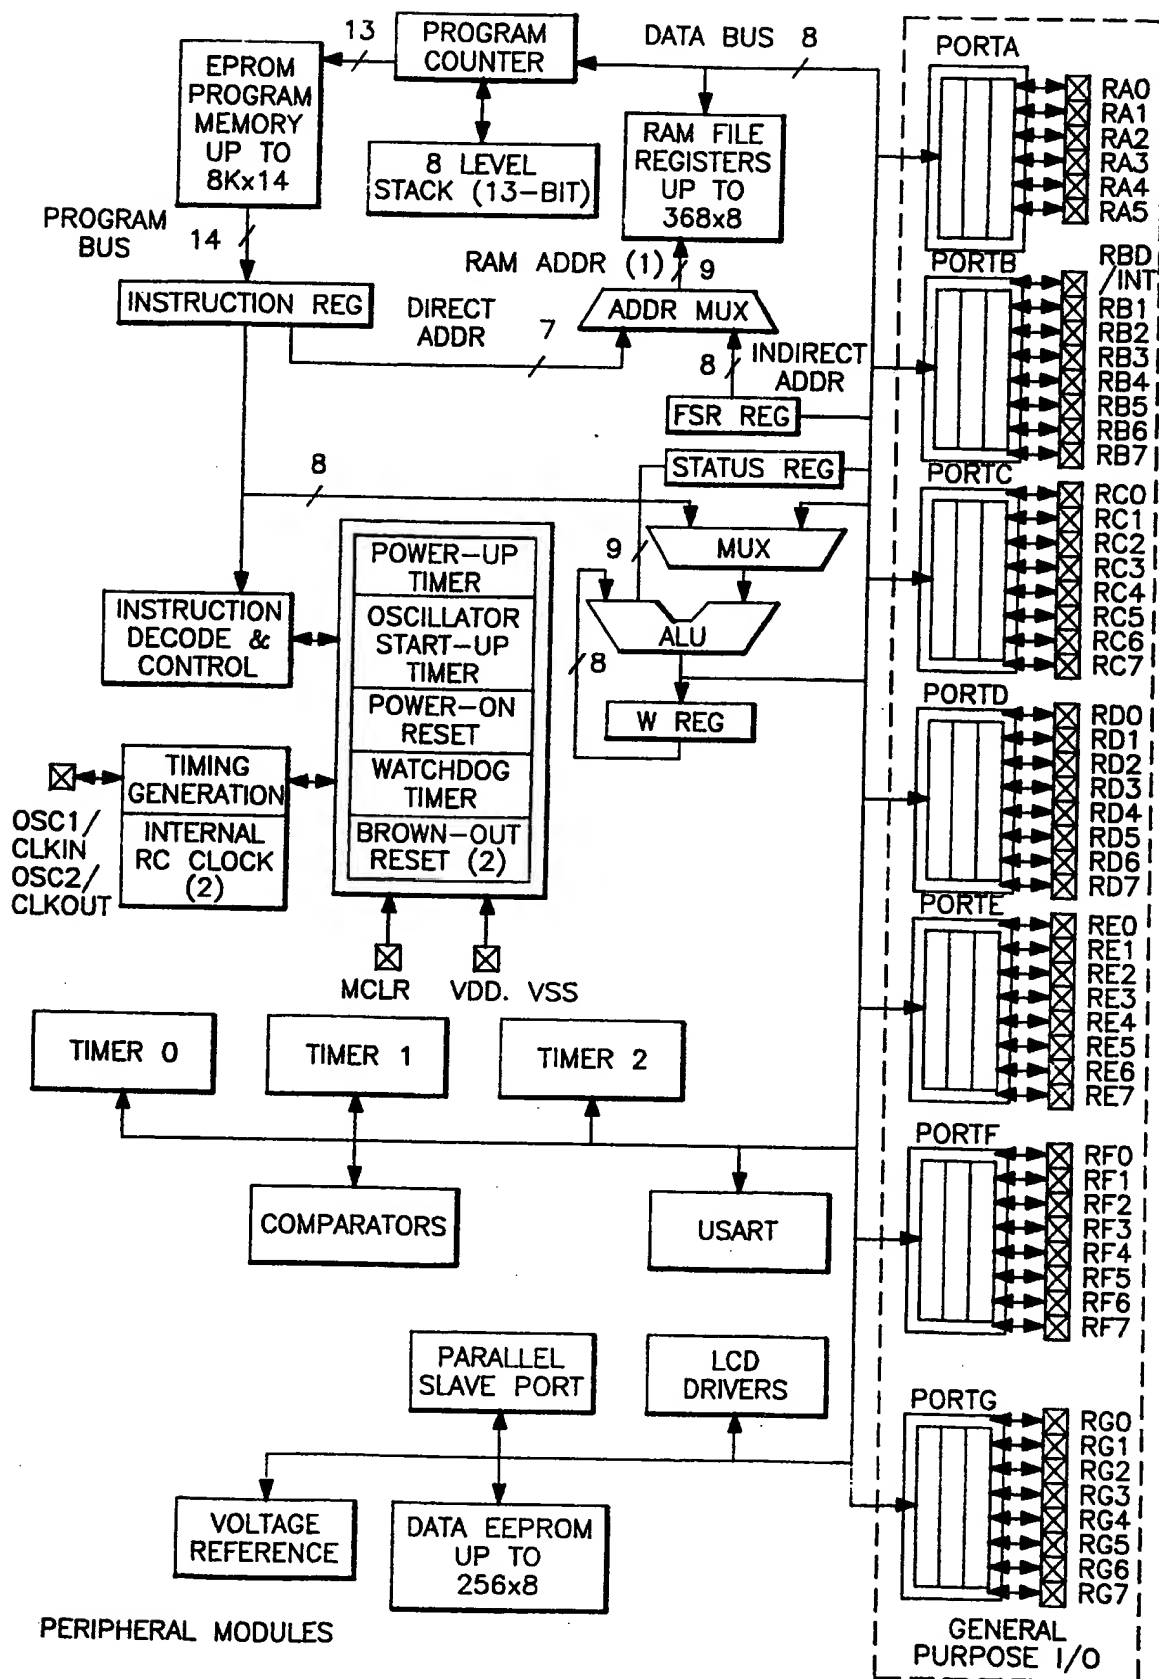 13
PROGRAM
COUNTER
DATA BUS 8
EPROM
PROGRAM
MEMORY
UP TO
8Kx14
8 LEVEL
STACK (13-BIT)
RAM FILE
REGISTERS
UP TO
368x8
PROGRAM
BUS
14
RAM ADDR (1)
9
INSTRUCTION REG
DIRECT
ADDR
7
ADDR MUX
8
INDIRECT
ADDR
FSR REG
STATUS REG
8
9
MUX
ALU
8
W REG
INSTRUCTION
DECODE &
CONTROL
POWER-UP
TIMER
OSCILLATOR
START-UP
TIMER
POWER-ON
RESET
WATCHDOG
TIMER
BROWN-OUT
RESET (2)
TIMING
GENERATION
INTERNAL
RC CLOCK
(2)
OSC1/
CLKIN
OSC2/
CLKOUT
MCLR
VDD. VSS
TIMER 0
TIMER 1
TIMER 2
COMPARATORS
USART
PARALLEL
SLAVE PORT
LCD
DRIVERS
VOLTAGE
REFERENCE
DATA EEPROM
UP TO
256x8
PERIPHERAL MODULES
PORTA
RA0
RA1
RA2
RA3
RA4
RA5
PORTB
RBD
/INT
RB1
RB2
RB3
RB4
RB5
RB6
RB7
PORTC
RC0
RC1
RC2
RC3
RC4
RC5
RC6
RC7
PORTD
RD0
RD1
RD2
RD3
RD4
RD5
RD6
RD7
PORTE
RE0
RE1
RE2
RE3
RE4
RE5
RE6
RE7
PORTF
RF0
RF1
RF2
RF3
RF4
RF5
RF6
RF7
PORTG
RG0
RG1
RG2
RG3
RG4
RG5
RG6
RG7
GENERAL
PURPOSE I/O